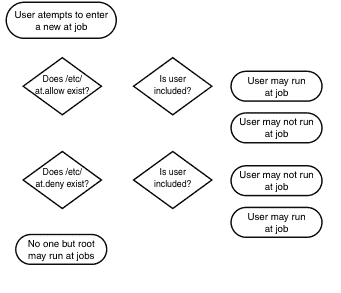 User atempts to enter
a new at job
Does /etc/
at.allow exist?
Is user
included?
User may run
at job
User may not run
at job
Does /etc/
at.deny exist?
Is user
included?
User may not run
at job
User may run
at job
No one but root
may run at jobs